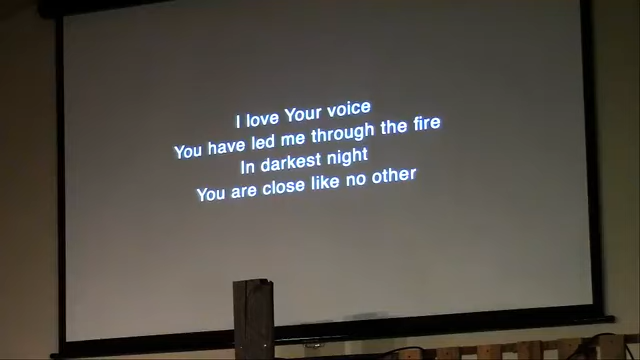 I love Your voice
You have led me through the fire
In darkest night
You are close like no other